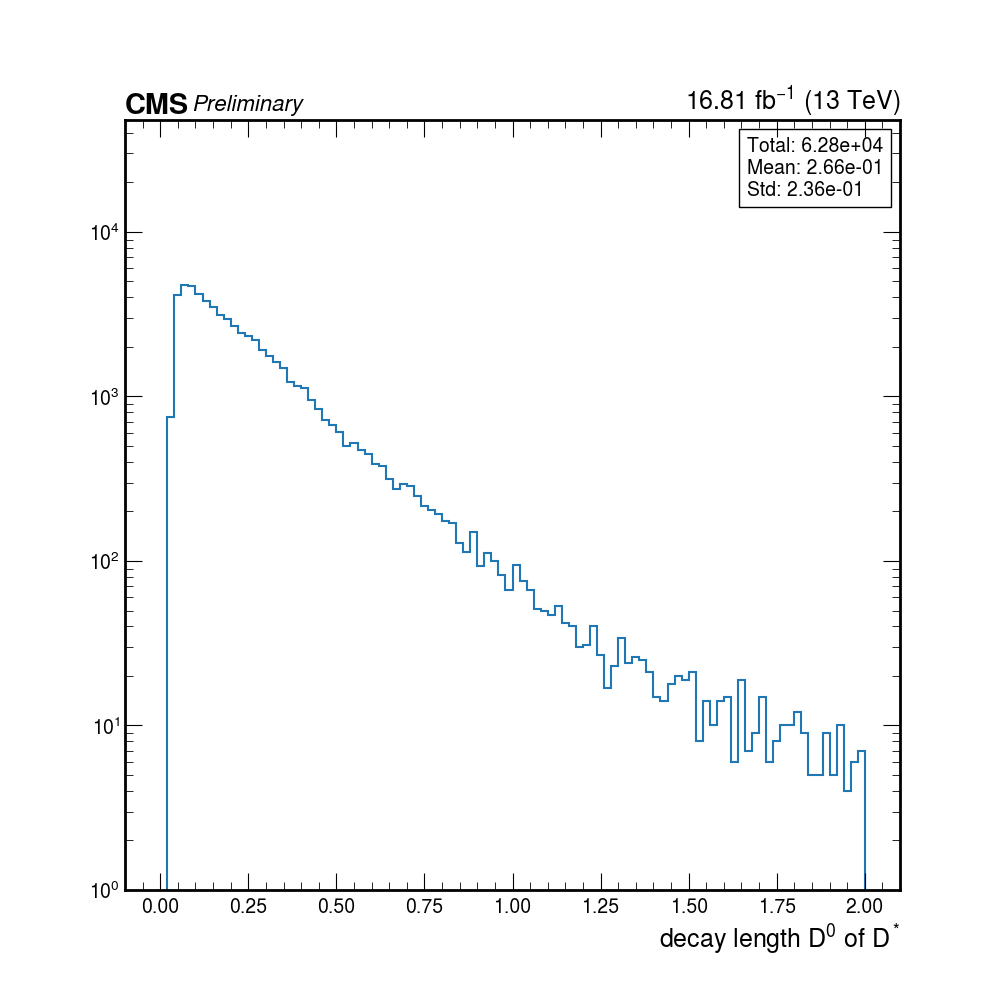 CMS Preliminary
16.81 fb⁻¹ (13 TeV)
Total: 6.28e+04
Mean: 2.66e-01
Std: 2.36e-01
10⁴
10³
10²
10¹
10⁰
0.00 0.25 0.50 0.75 1.00 1.25 1.50 1.75 2.00
decay length D⁰ of D*